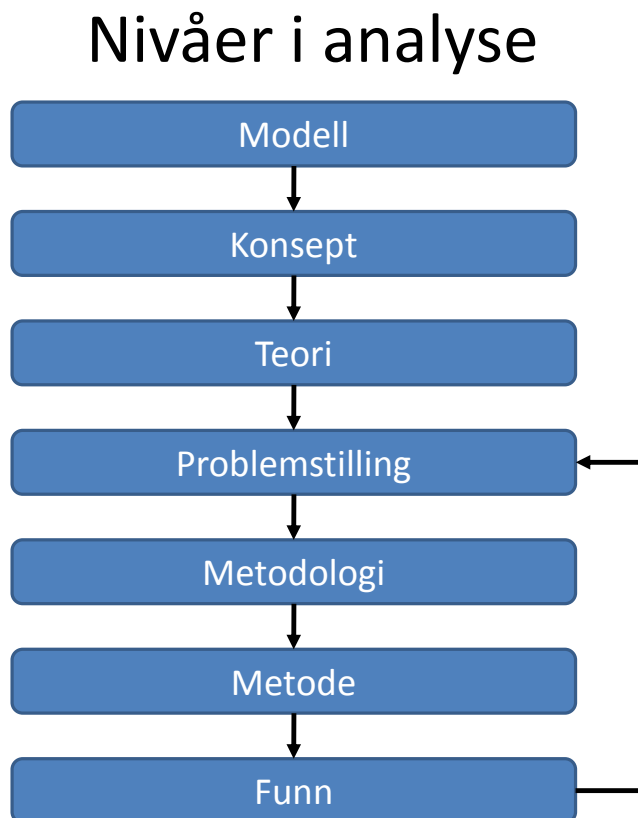 Nivåer i analyse
Modell
Konsept
Teori
Problemstilling
Metodologi
Metode
Funn